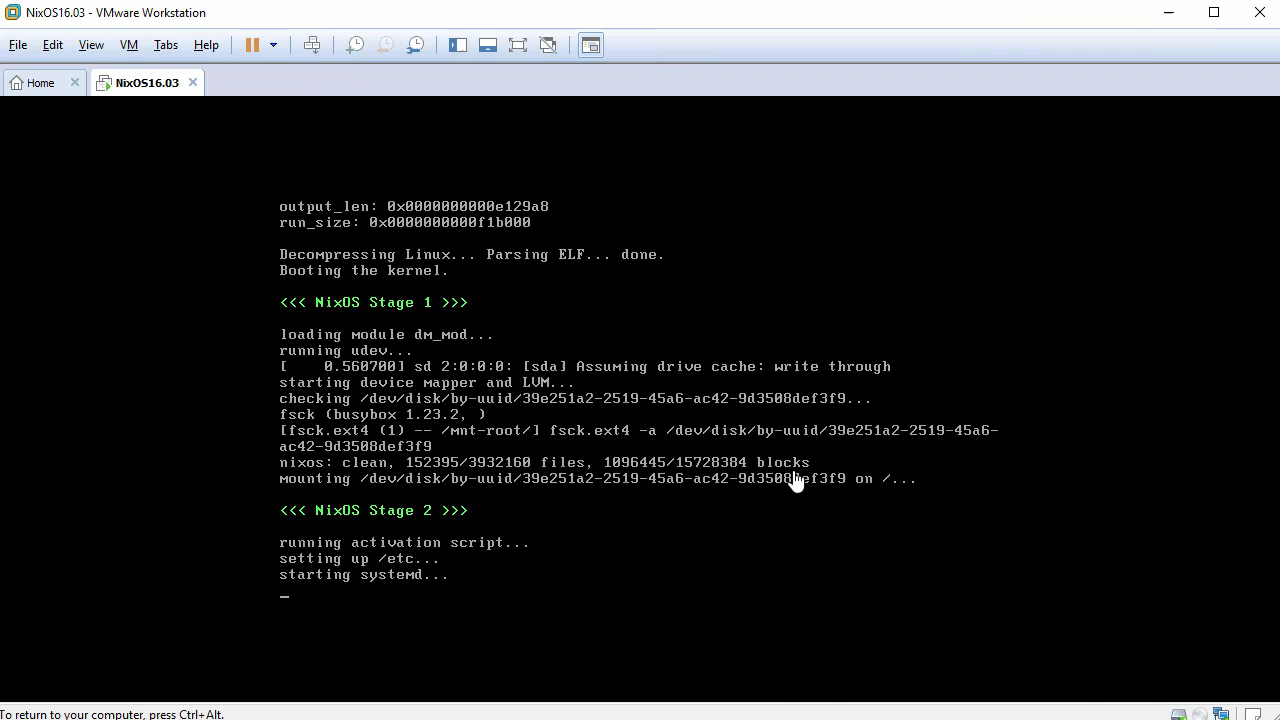 NixOS16.03 - VMware Workstation
File Edit View VM Tabs Help
Home NixOS16.03
output_len: 0x0000000000e129a8
run_size: 0x0000000000f1b000
Decompressing Linux... Parsing ELF... done.
Booting the kernel.
<<< NixOS Stage 1 >>>
loading module dm_mod...
running udev...
[    0.560700] sd 2:0:0:0: [sda] Assuming drive cache: write through
starting device mapper and LVM...
checking /dev/disk/by-uuid/39e251a2-2519-45a6-ac42-9d3508def3f9...
fsck (busybox 1.23.2, )
[fsck.ext4 (1) -- /mnt-root/] fsck.ext4 -a /dev/disk/by-uuid/39e251a2-2519-45a6-
ac42-9d3508def3f9
nixos: clean, 152395/3932160 files, 1096445/15728384 blocks
mounting /dev/disk/by-uuid/39e251a2-2519-45a6-ac42-9d3508def3f9 on /...
<<< NixOS Stage 2 >>>
running activation script...
setting up /etc...
starting systemd...
_
To return to your computer, press Ctrl+Alt.